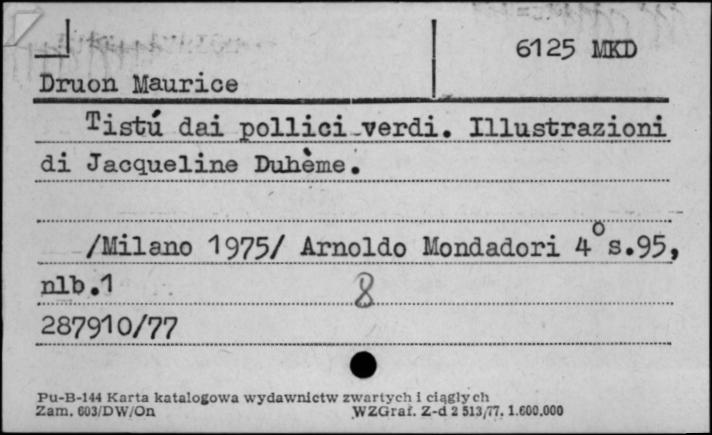 6125 MKD
Druon Maurice
Tistú dai pollici verdi. Illustrazioni
di Jacqueline Duhème.
/Milano 1975/ Arnoldo Mondadori 4° s.95,
nlb.1
8
287910/77
Pu-B-144 Karta katalogowa wydawnictw zwartych i ciągłych
Zam. 603/DW/On WZGraf. Z-d 2 513/77. 1.600.000